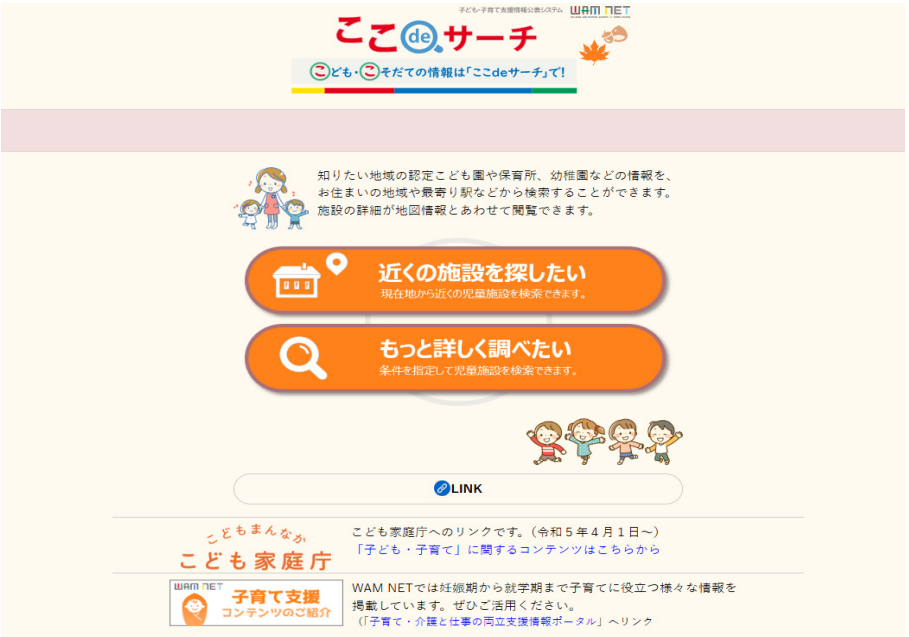 子ども・子育て支援情報公表システム WAM NET
ここdeサーチ
こども・こそだての情報は「ここdeサーチ」で!
知りたい地域の認定こども園や保育所、幼稚園などの情報を、
お住まいの地域や最寄り駅などから検索することができます。
施設の詳細が地図情報とあわせて閲覧できます。
近くの施設を探したい
現在地から近くの児童施設を検索できます。
もっと詳しく調べたい
条件を指定して児童施設を検索できます。
LINK
こどもまんなか
こども家庭庁
こども家庭庁へのリンクです。(令和5年4月1日~)
「子ども・子育て」に関するコンテンツはこちらから
WAM NET
子育て支援
コンテンツのご紹介
WAM NETでは妊娠期から就学期まで子育てに役立つ様々な情報を
掲載しています。ぜひご活用ください。
(「子育て・介護と仕事の両立支援情報ポータル」へリンク